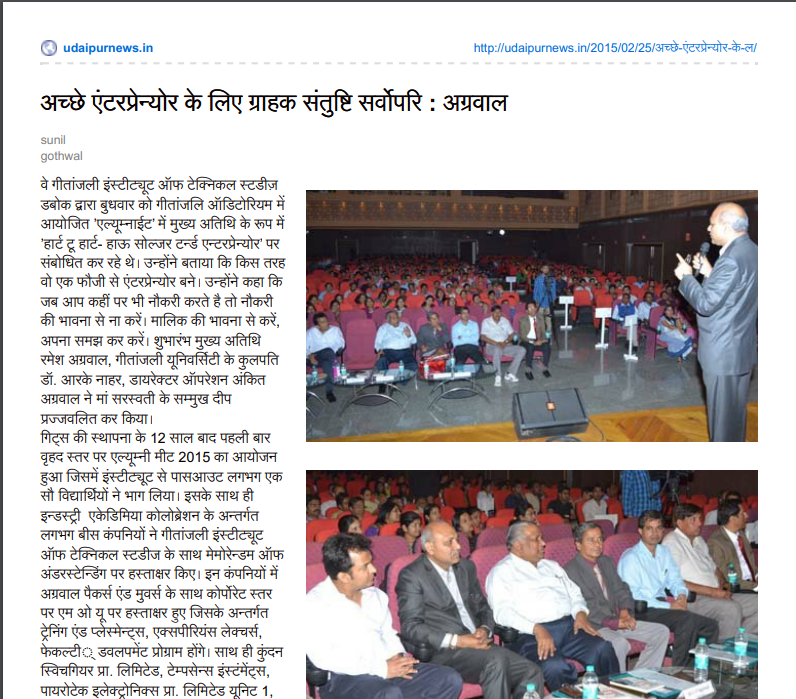 udaipurnews.in
http://udaipurnews.in/2015/02/25/अच्छे-एंटरप्रेन्योर-के-ल/
अच्छे एंटरप्रेन्योर के लिए ग्राहक संतुष्टि सर्वोपरि : अग्रवाल
sunil
gothwal
वे गीतांजली इंस्टीट्यूट ऑफ टेक्निकल स्टडीज़
डबोक द्वारा बुधवार को गीतांजलि ऑडिटोरियम में
आयोजित 'एल्यूम्नाईट' में मुख्य अतिथि के रूप में
'हार्ट टू हार्ट- हाऊ सोल्जर टर्न्ड एन्टरप्रेन्योर' पर
संबोधित कर रहे थे। उन्होंने बताया कि किस तरह
वो एक फौजी से एंटरप्रेन्योर बने। उन्होंने कहा कि
जब आप कहीं पर भी नौकरी करते है तो नौकरी
की भावना से ना करें। मालिक की भावना से करें,
अपना समझ कर करें। शुभारंभ मुख्य अतिथि
रमेश अग्रवाल, गीतांजली यूनिवर्सिटी के कुलपति
डॉ. आरके नाहर, डायरेक्टर ऑपरेशन अंकित
अग्रवाल ने मां सरस्वती के सम्मुख दीप
प्रज्जवलित कर किया।
गिट्स की स्थापना के 12 साल बाद पहली बार
वृहद स्तर पर एल्यूम्नी मीट 2015 का आयोजन
हुआ जिसमें इंस्टीट्यूट से पासआउट लगभग एक
सौ विद्यार्थियों ने भाग लिया। इसके साथ ही
इन्डस्ट्री एकेडिमिया कोलोब्रेशन के अन्तर्गत
लगभग बीस कंपनियों ने गीतांजली इंस्टीट्यूट
ऑफ टेक्निकल स्टडीज के साथ मेमोरेन्डम ऑफ
अंडरस्टेन्डिंग पर हस्ताक्षर किए। इन कंपनियों में
अग्रवाल पैकर्स एंड मुवर्स के साथ कोर्पोरेट स्तर
पर एम ओ यू पर हस्ताक्षर हुए जिसके अन्तर्गत
ट्रेनिंग एंड प्लेस्मेन्ट्स, एक्सपीरियंस लेक्चर्स,
फेकल्टी् डवलपमेंट प्रोग्राम होंगे। साथ ही कुंदन
स्विचगियर प्रा. लिमिटेड, टेम्पसेन्स इंस्टंमेंट्स,
पायरोटेक इलेक्ट्रोनिक्स प्रा. लिमिटेड यूनिट 1,